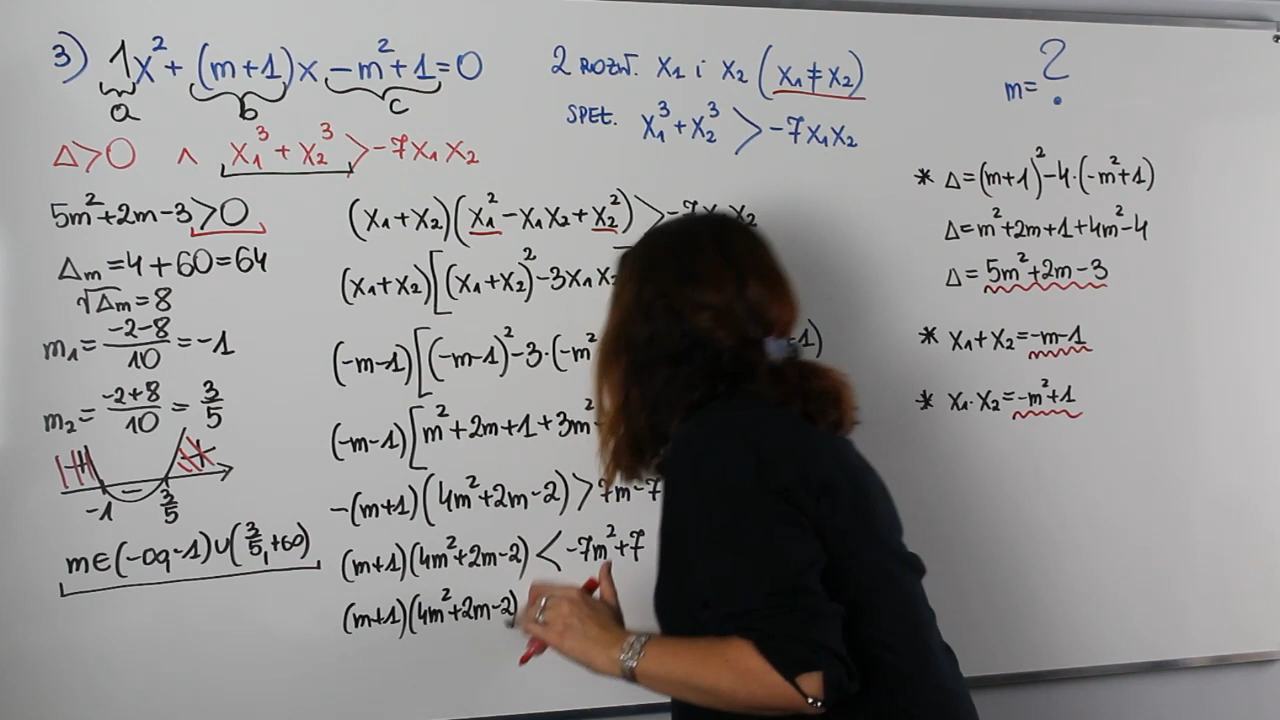 3) 1x² + (m+1)x - m² + 1 = 0
a b c
2 ROZW. x₁ i x₂ (x₁ ≠ x₂)
SPEŁ. x₁³ + x₂³ > -7x₁x₂
m = ?
Δ > 0 ∧ x₁³ + x₂³ > -7x₁x₂
5m² + 2m - 3 > 0
Δm = 4 + 60 = 64
√Δm = 8
m₁ = (-2-8)/10 = -1
m₂ = (-2+8)/10 = 3/5
+ - +
-1 3/5
m ∈ (-∞, -1) ∪ (3/5, +∞)
(x₁+x₂)(x₁² - x₁x₂ + x₂²) > -7x₁x₂
(x₁+x₂)[(x₁+x₂)² - 3x₁x
(-m-1)[(-m-1)² - 3·(-m² 1)
(-m-1)[m² + 2m + 1 + 3m²
-(m+1)(4m² + 2m - 2) > 7m² - 7
(m+1)(4m² + 2m - 2) < -7m² + 7
(m+1)(4m² + 2m - 2)
* Δ = (m+1)² - 4·(-m²+1)
Δ = m² + 2m + 1 + 4m² - 4
Δ = 5m² + 2m - 3
* x₁ + x₂ = -m - 1
* x₁·x₂ = -m² + 1